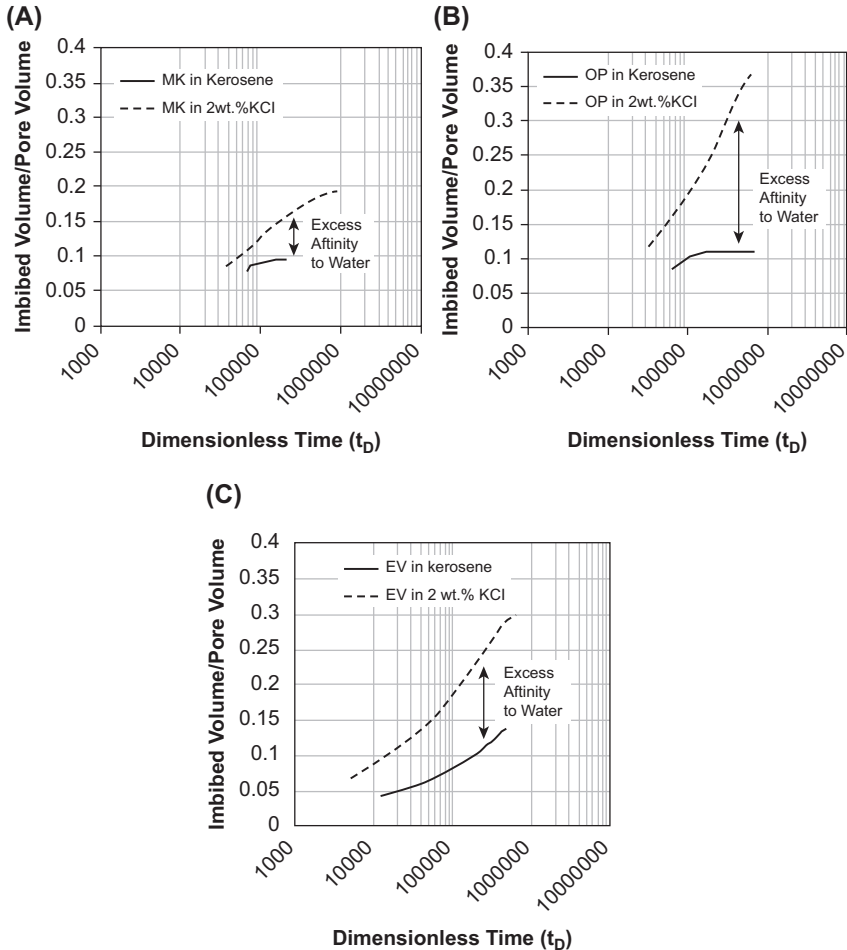 (A)
Imbibed Volume/Pore Volume
0.4
0.35
0.3
0.25
0.2
0.15
0.1
0.05
0
MK in Kerosene
MK in 2wt.%KCl
Excess
Aftinity
to Water
1000
10000
100000
1000000
10000000
Dimensionless Time (tD)
(B)
Imbibed Volume/Pore Volume
0.4
0.35
0.3
0.25
0.2
0.15
0.1
0.05
0
OP in Kerosene
OP in 2wt.%KCl
Excess
Aftinity
to Water
1000
10000
100000
1000000
10000000
Dimensionless Time (tD)
(C)
Imbibed Volume/Pore Volume
0.4
0.35
0.3
0.25
0.2
0.15
0.1
0.05
0
EV in kerosene
EV in 2 wt.% KCl
Excess
Aftinity
to Water
1000
10000
100000
1000000
10000000
Dimensionless Time (tD)